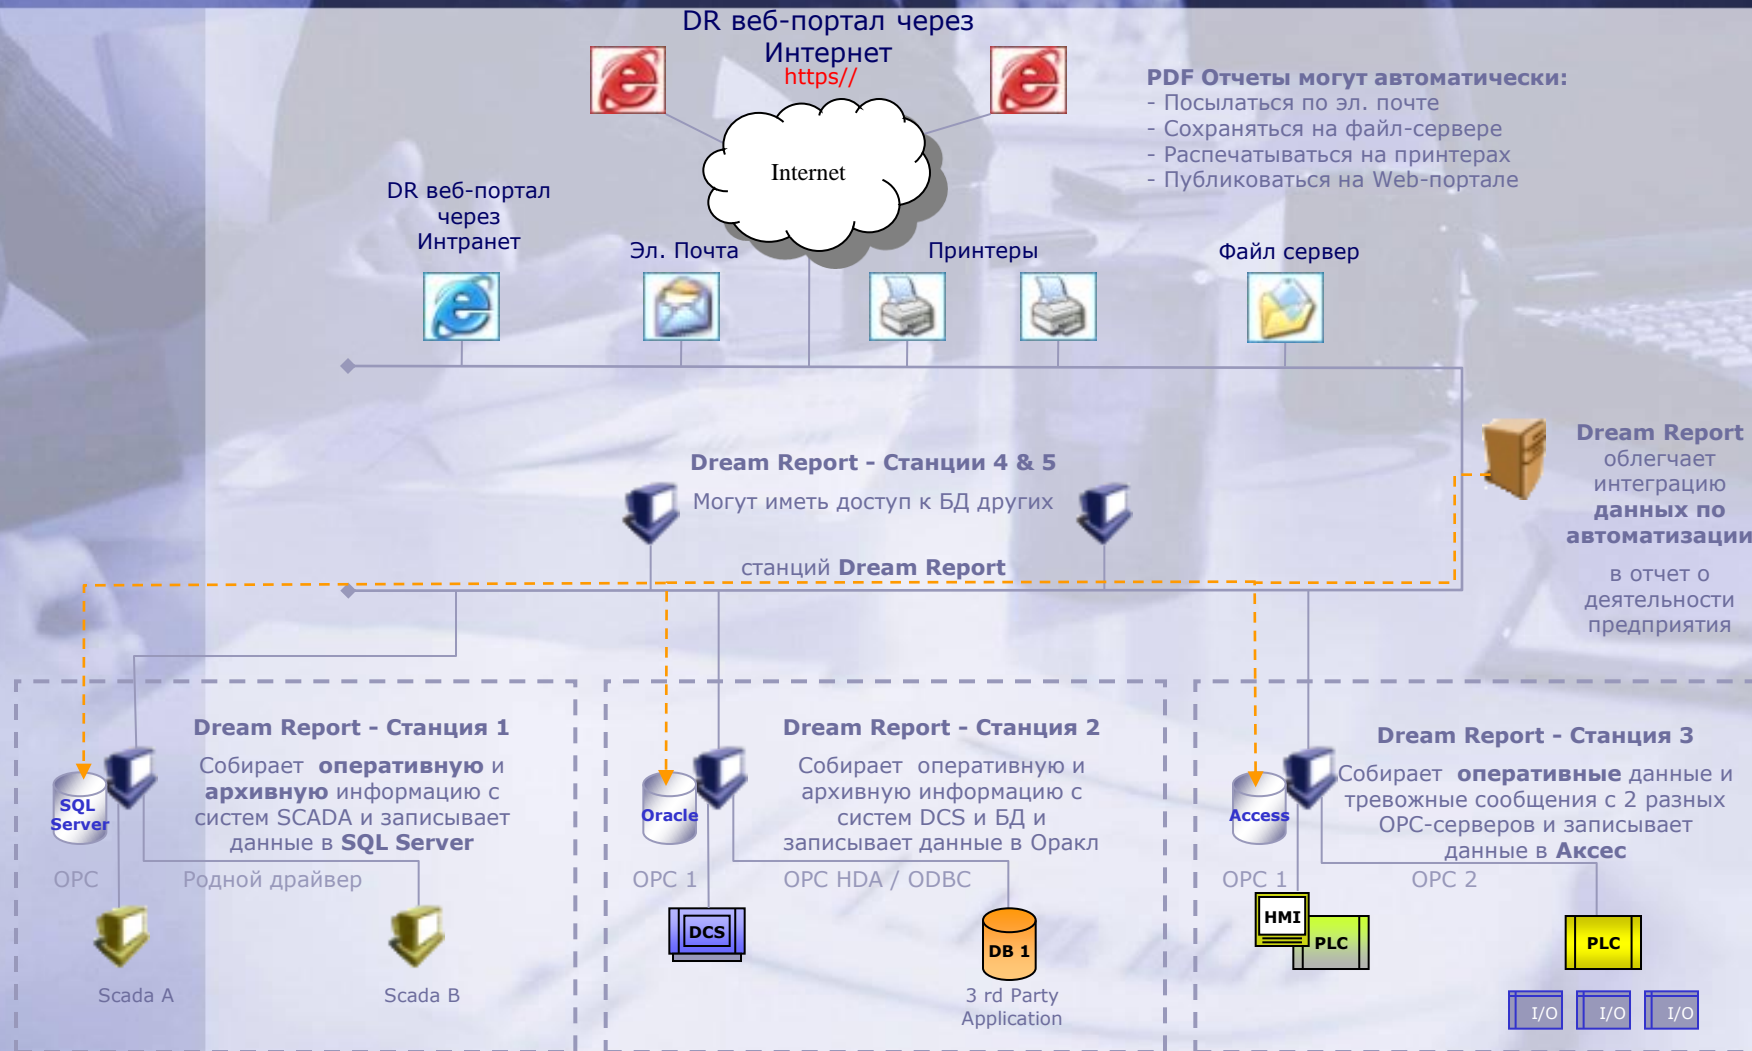 DR веб-портал через
Интернет
https//
PDF Отчеты могут автоматически:
- Посылаться по эл. почте
- Сохраняться на файл-сервере
- Распечатываться на принтерах
- Публиковаться на Web-портале
Internet
DR веб-портал
через
Интранет
Эл. Почта
Принтеры
Файл сервер
Dream Report
облегчает
интеграцию
данных по
автоматизации
в отчет о
деятельности
предприятия
Dream Report - Станции 4 & 5
Могут иметь доступ к БД других
станций Dream Report
Dream Report - Станция 1
Собирает оперативную и
архивную информацию с
систем SCADA и записывает
данные в SQL Server
SQL
Server
OPC
Родной драйвер
Scada A
Scada B
Dream Report - Станция 2
Собирает оперативную и
архивную информацию с
систем DCS и БД и
записывает данные в Оракл
Oracle
OPC 1
OPC HDA / ODBC
DCS
DB 1
3 rd Party
Application
Dream Report - Станция 3
Собирает оперативные данные и
тревожные сообщения с 2 разных
OPC-серверов и записывает
данные в Аксес
Access
OPC 1
OPC 2
HMI
PLC
PLC
I/O
I/O
I/O